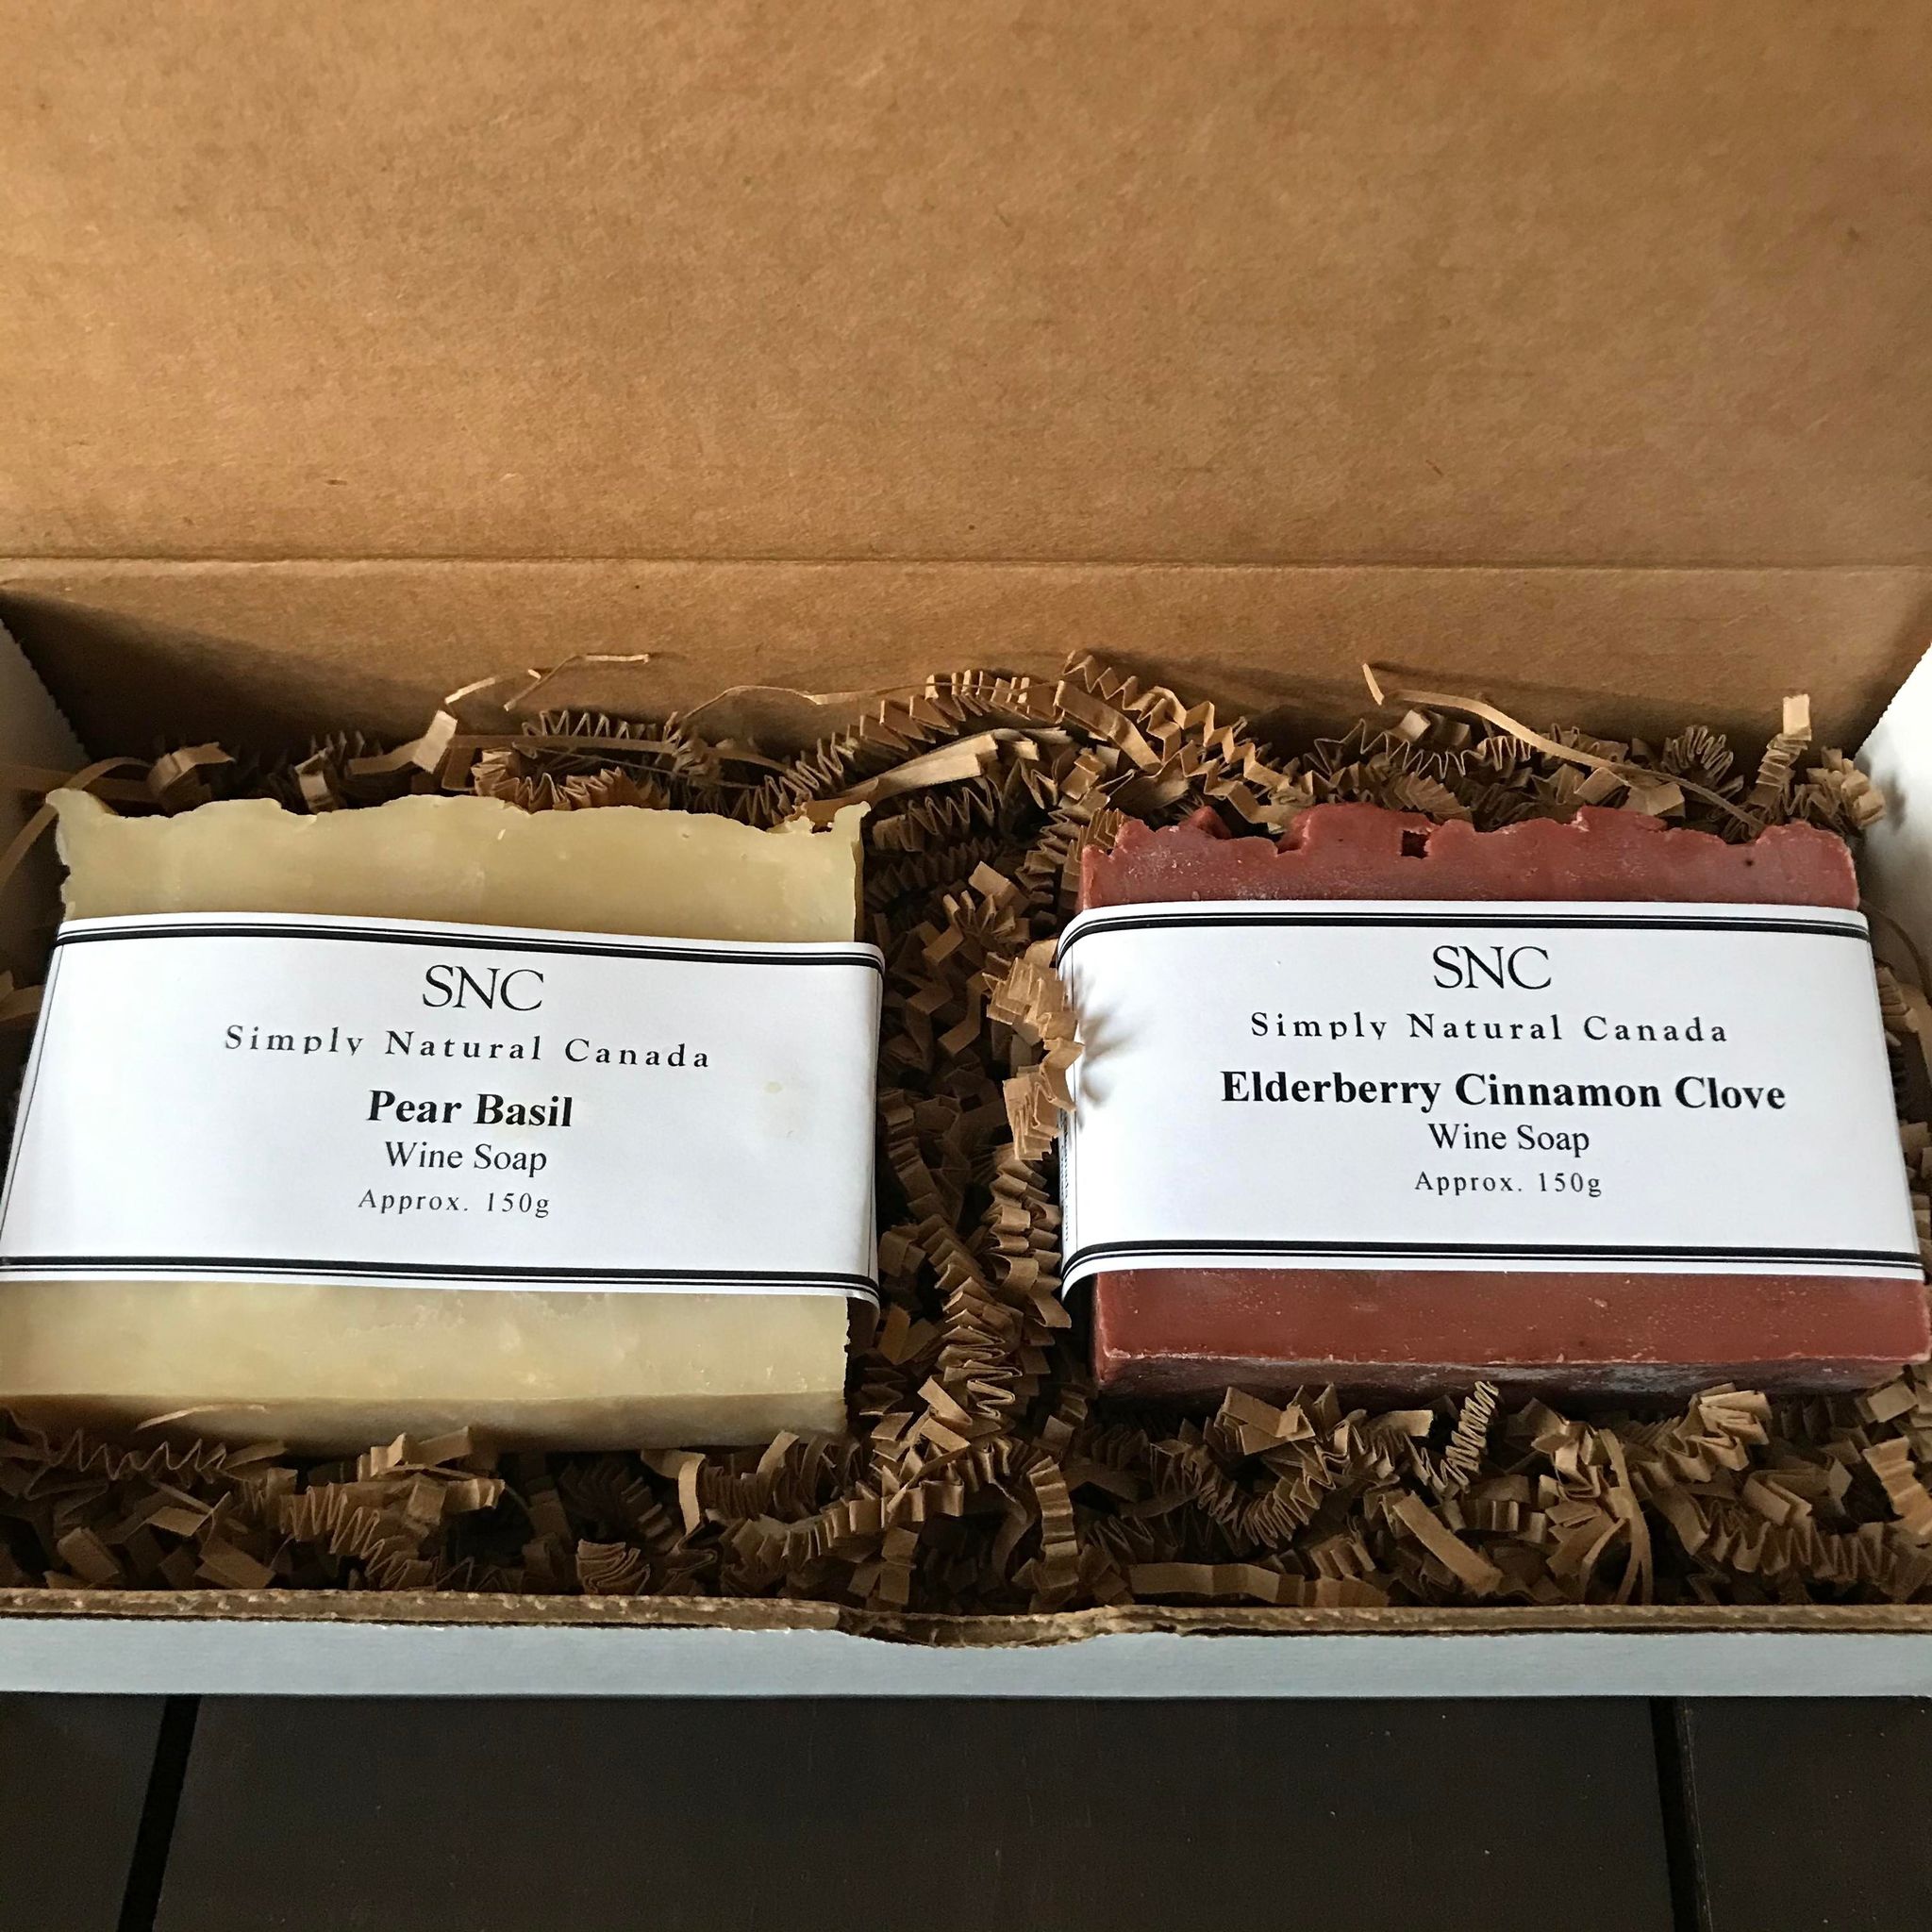 SNC
Simply Natural Canada
Pear Basil
Wine Soap
Approx. 150g
SNC
Simply Natural Canada
Elderberry Cinnamon Clove
Wine Soap
Approx. 150g